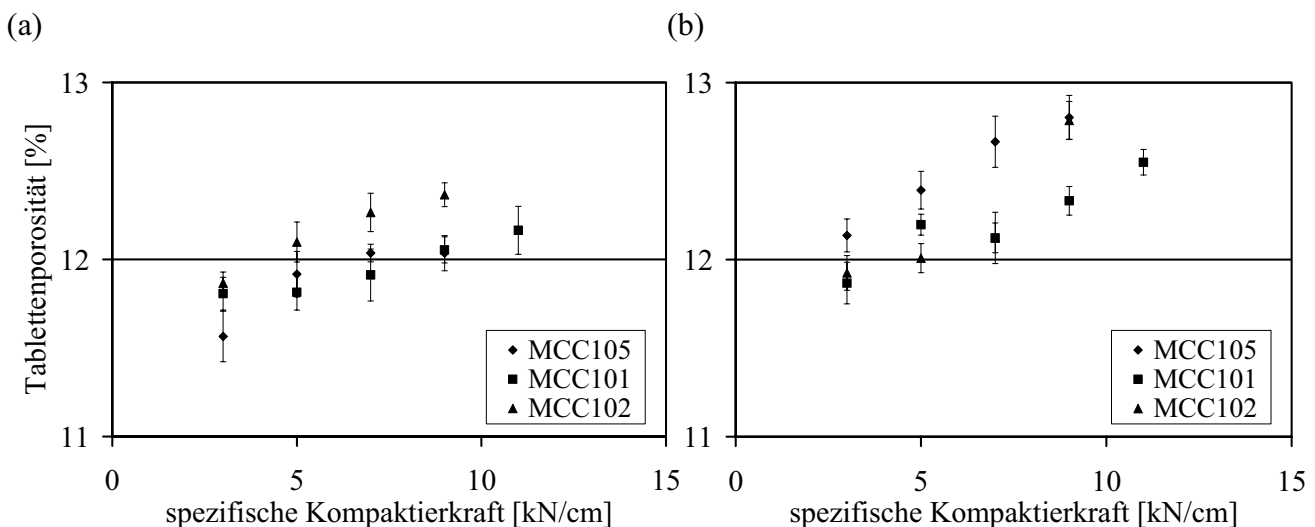 (a)
(b)
13
12
11
0
5
10
15
Tablettenporosität [%]
spezifische Kompaktierkraft [kN/cm]
MCC105
MCC101
MCC102
13
12
11
0
5
10
15
spezifische Kompaktierkraft [kN/cm]
MCC105
MCC101
MCC102